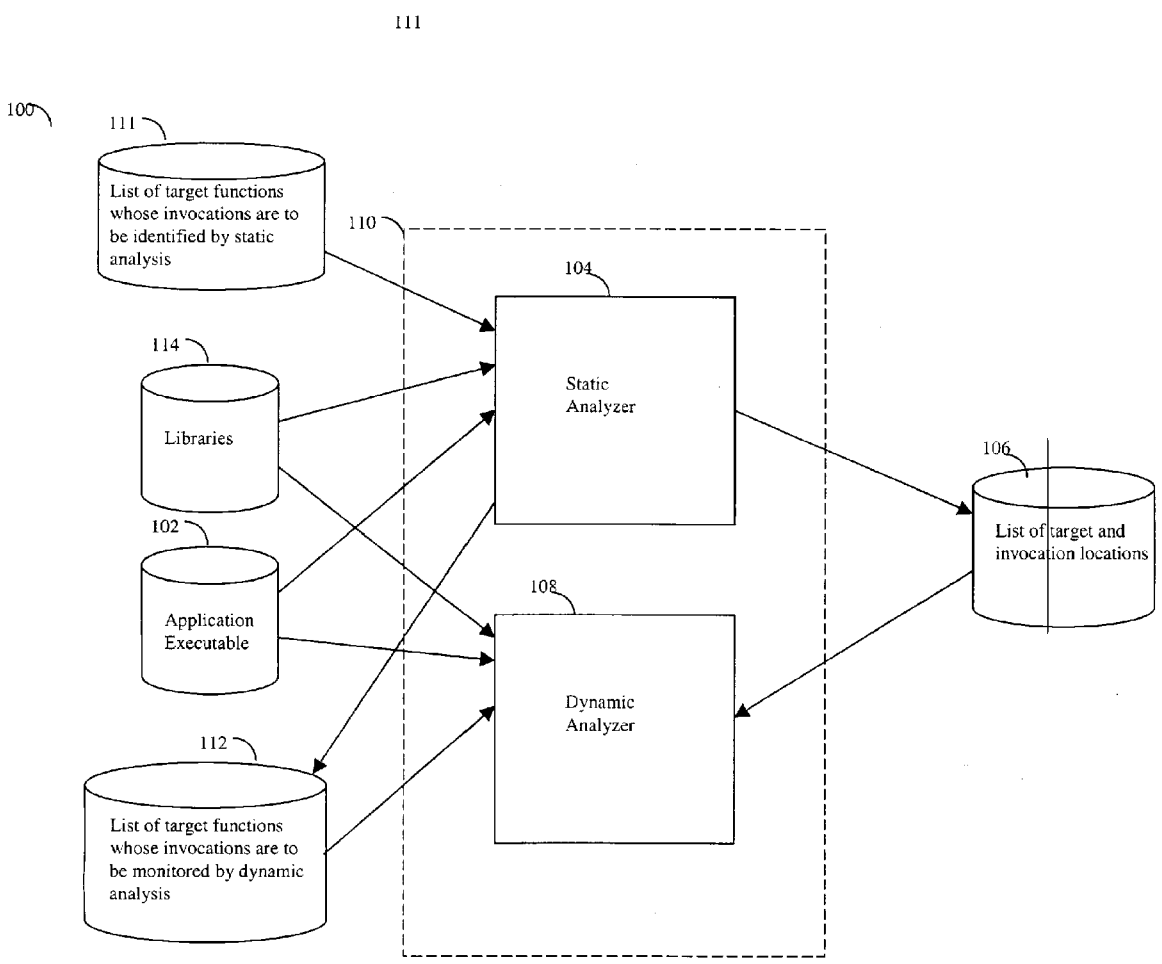 111
100
111
List of target functions
whose invocations are to
be identified by static
analysis
110
104
Static
Analyzer
114
Libraries
106
List of target and
invocation locations
102
Application
Executable
108
Dynamic
Analyzer
112
List of target functions
whose invocations are to
be monitored by dynamic
analysis